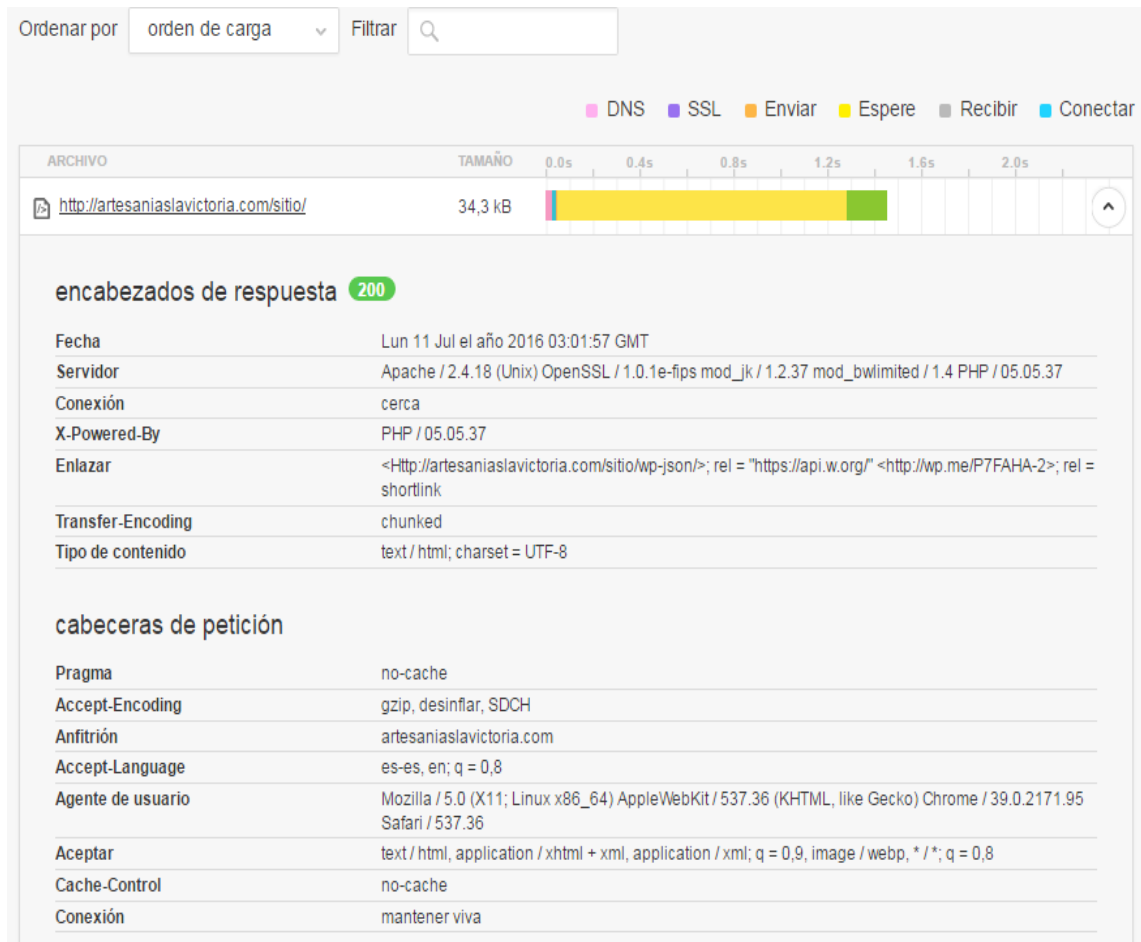 Ordenar por orden de carga Filtrar
DNS SSL Enviar Espere Recibir Conectar
ARCHIVO TAMAÑO 0.0s 0.4s 0.8s 1.2s 1.6s 2.0s
http://artesaniaslavictoria.com/sitio/ 34,3 kB
encabezados de respuesta 200
Fecha Lun 11 Jul el año 2016 03:01:57 GMT
Servidor Apache / 2.4.18 (Unix) OpenSSL / 1.0.1e-fips mod_jk / 1.2.37 mod_bwlimited / 1.4 PHP / 05.05.37
Conexión cerca
X-Powered-By PHP / 05.05.37
Enlazar <Http://artesaniaslavictoria.com/sitio/wp-json/>; rel = "https://api.w.org/" <http://wp.me/P7FAHA-2>; rel =
shortlink
Transfer-Encoding chunked
Tipo de contenido text / html; charset = UTF-8
cabeceras de petición
Pragma no-cache
Accept-Encoding gzip, desinflar, SDCH
Anfitrión artesaniaslavictoria.com
Accept-Language es-es, en; q = 0,8
Agente de usuario Mozilla / 5.0 (X11; Linux x86_64) AppleWebKit / 537.36 (KHTML, like Gecko) Chrome / 39.0.2171.95
Safari / 537.36
Aceptar text / html, application / xhtml + xml, application / xml; q = 0,9, image / webp, * / *; q = 0,8
Cache-Control no-cache
Conexión mantener viva